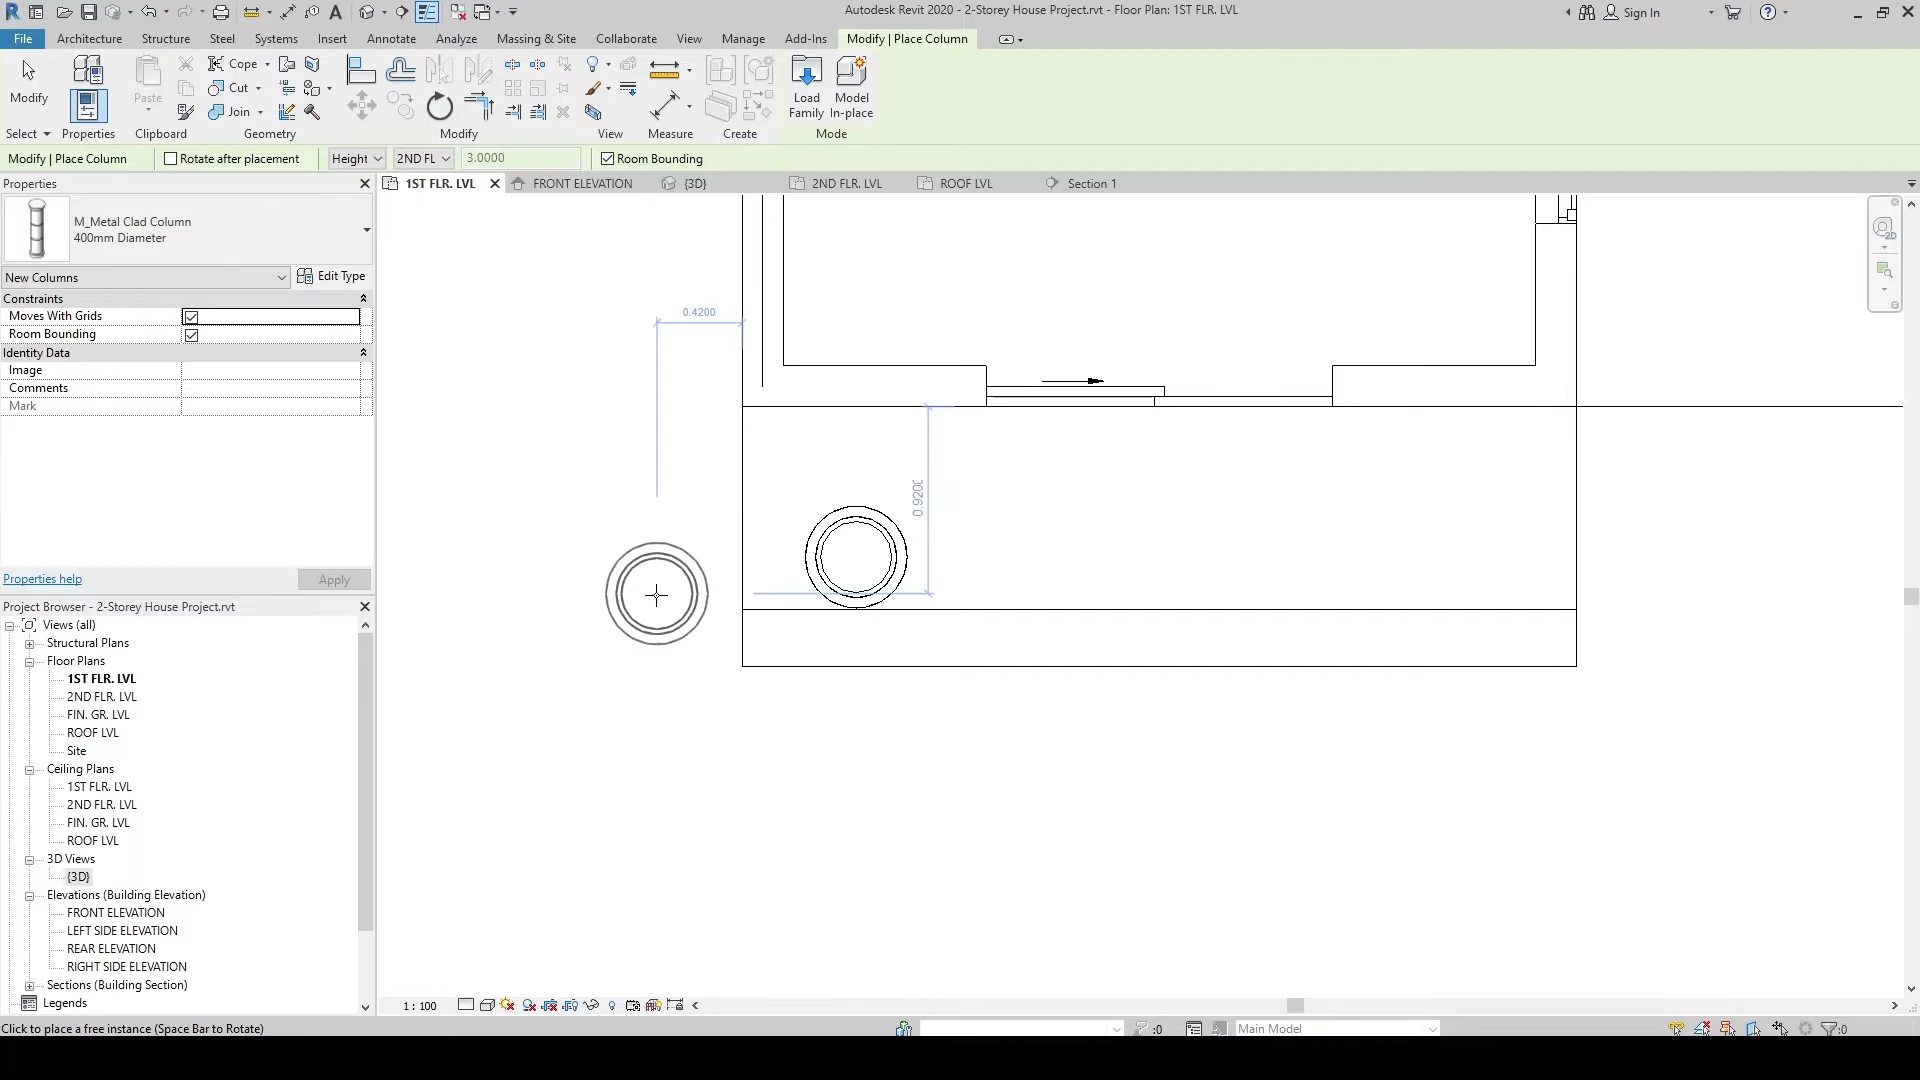 Autodesk Revit 2020 - 2-Storey House Project.rvt - Floor Plan: 1ST FLR. LVL
Sign In
File Architecture Structure Steel Systems Insert Annotate Analyze Massing & Site Collaborate View Manage Add-Ins Modify | Place Column
Modify
Paste
Cope
Cut
Join
Load Family
Model In-place
Select Properties Clipboard Geometry Modify View Measure Create Mode
Modify | Place Column
Rotate after placement
Height
2ND FL
3.0000
Room Bounding
Properties
M_Metal Clad Column
400mm Diameter
New Columns
Edit Type
Constraints
Moves With Grids
Room Bounding
Identity Data
Image
Comments
Mark
Properties help
Apply
Project Browser - 2-Storey House Project.rvt
Views (all)
Structural Plans
Floor Plans
1ST FLR. LVL
2ND FLR. LVL
FIN. GR. LVL
ROOF LVL
Site
Ceiling Plans
1ST FLR. LVL
2ND FLR. LVL
FIN. GR. LVL
ROOF LVL
3D Views
{3D}
Elevations (Building Elevation)
FRONT ELEVATION
LEFT SIDE ELEVATION
REAR ELEVATION
RIGHT SIDE ELEVATION
Sections (Building Section)
Legends
1ST FLR. LVL FRONT ELEVATION {3D} 2ND FLR. LVL ROOF LVL Section 1
2D
0.4200
0.9200
1 : 100
Click to place a free instance (Space Bar to Rotate)
:0
Main Model
:0